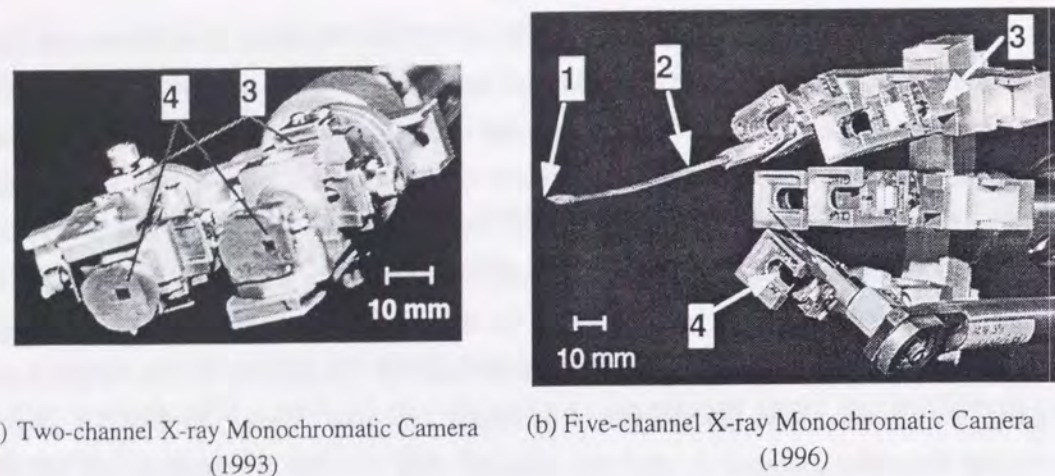 4 3
10 mm
1 2 3
4
10 mm
) Two-channel X-ray Monochromatic Camera
(1993)
(b) Five-channel X-ray Monochromatic Camera
(1996)